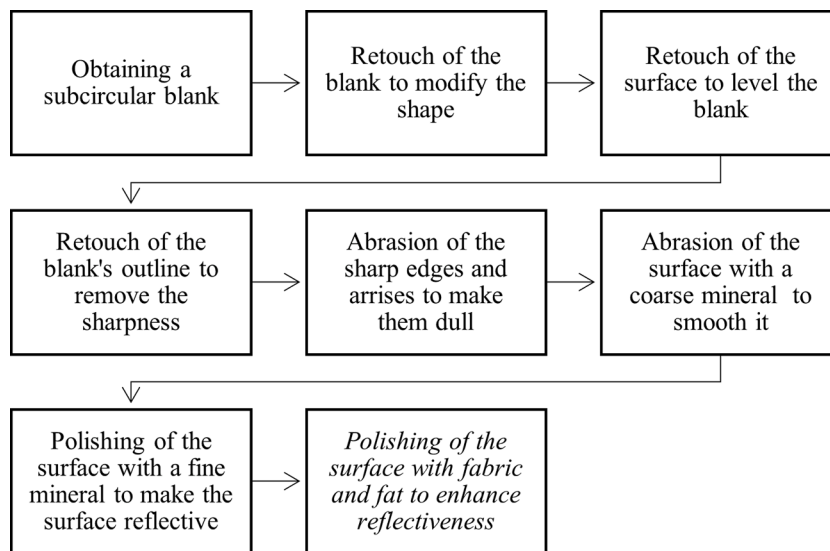 Obtaining a
subcircular blank
Retouch of the
blank to modify the
shape
Retouch of the
surface to level the
blank
Retouch of the
blank's outline to
remove the
sharpness
Abrasion of the
sharp edges and
arrises to make
them dull
Abrasion of the
surface with a
coarse mineral to
smooth it
Polishing of the
surface with a fine
mineral to make the
surface reflective
Polishing of the
surface with fabric
and fat to enhance
reflectiveness